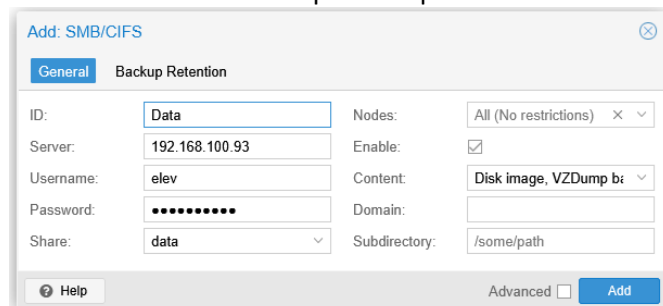 Add: SMB/CIFS
General Backup Retention
ID: Data Nodes: All (No restrictions)
Server: 192.168.100.93 Enable:
Username: elev Content: Disk image, VZDump ba
Password: •••••••••• Domain:
Share: data Subdirectory: /some/path
Help Advanced Add